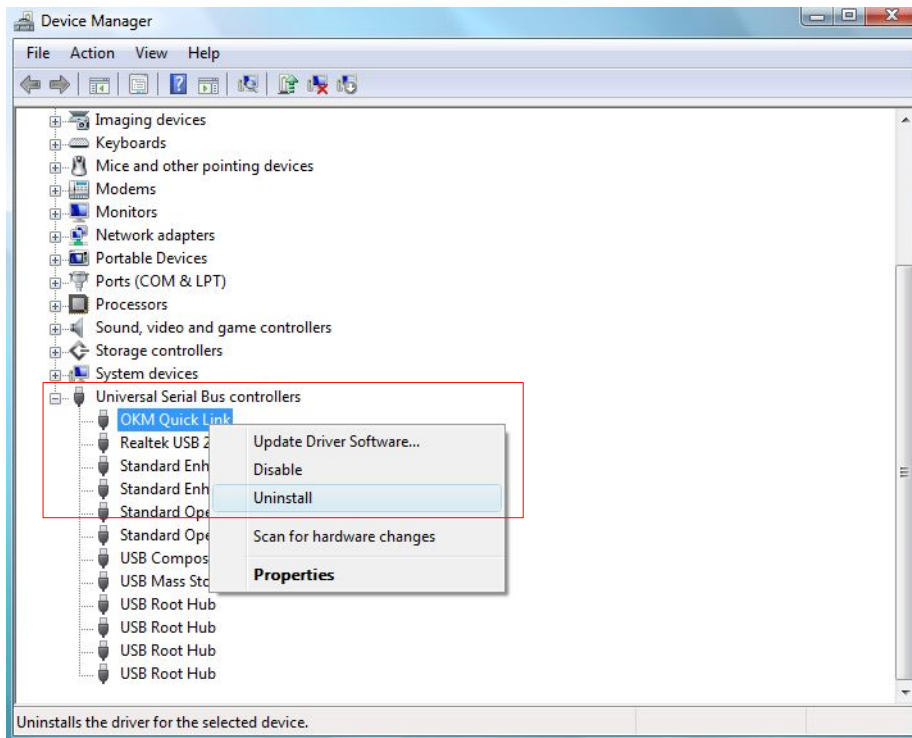 Device Manager
File Action View Help
Imaging devices
Keyboards
Mice and other pointing devices
Modems
Monitors
Network adapters
Portable Devices
Ports (COM & LPT)
Processors
Sound, video and game controllers
Storage controllers
System devices
Universal Serial Bus controllers
OKM Quick Link
Realtek USB 2
Standard Enh
Standard Enh
Standard Ope
Standard Ope
USB Compos
USB Mass Sto
USB Root Hub
USB Root Hub
USB Root Hub
USB Root Hub
Update Driver Software...
Disable
Uninstall
Scan for hardware changes
Properties
Uninstalls the driver for the selected device.